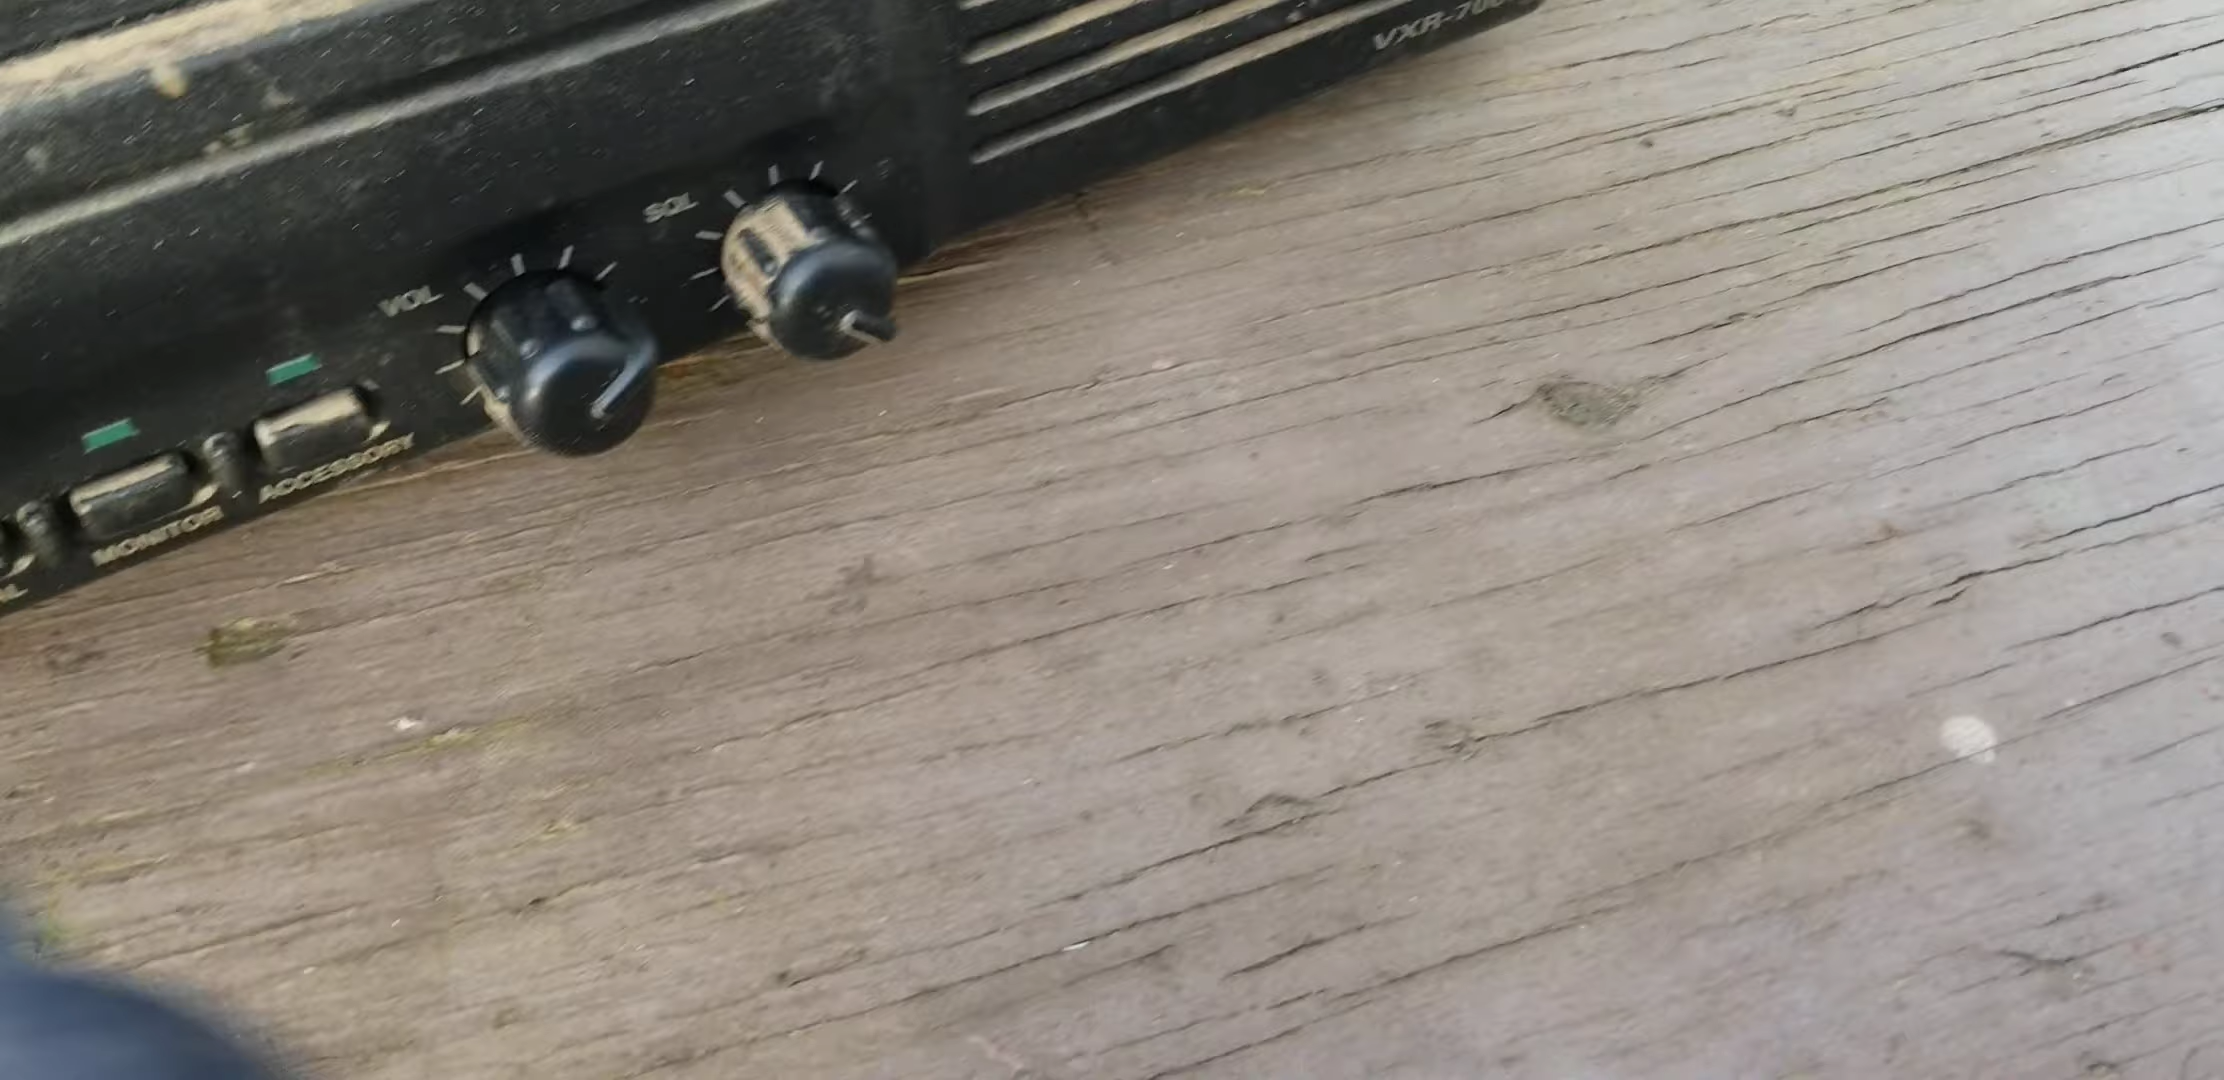 VXR-700
SQL
VOL
ACCESSORY
MONITOR